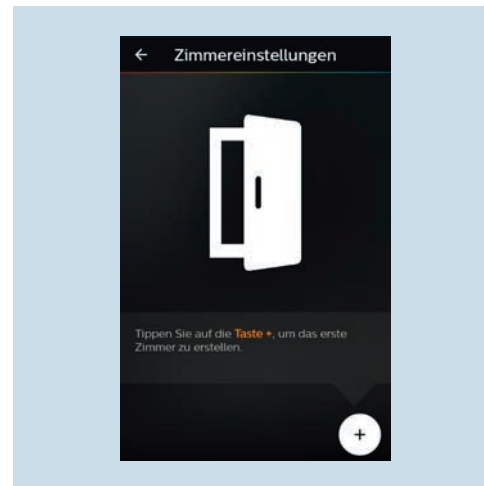 ← Zimmereinstellungen
Tippen Sie auf die Taste +, um das erste
Zimmer zu erstellen.
+